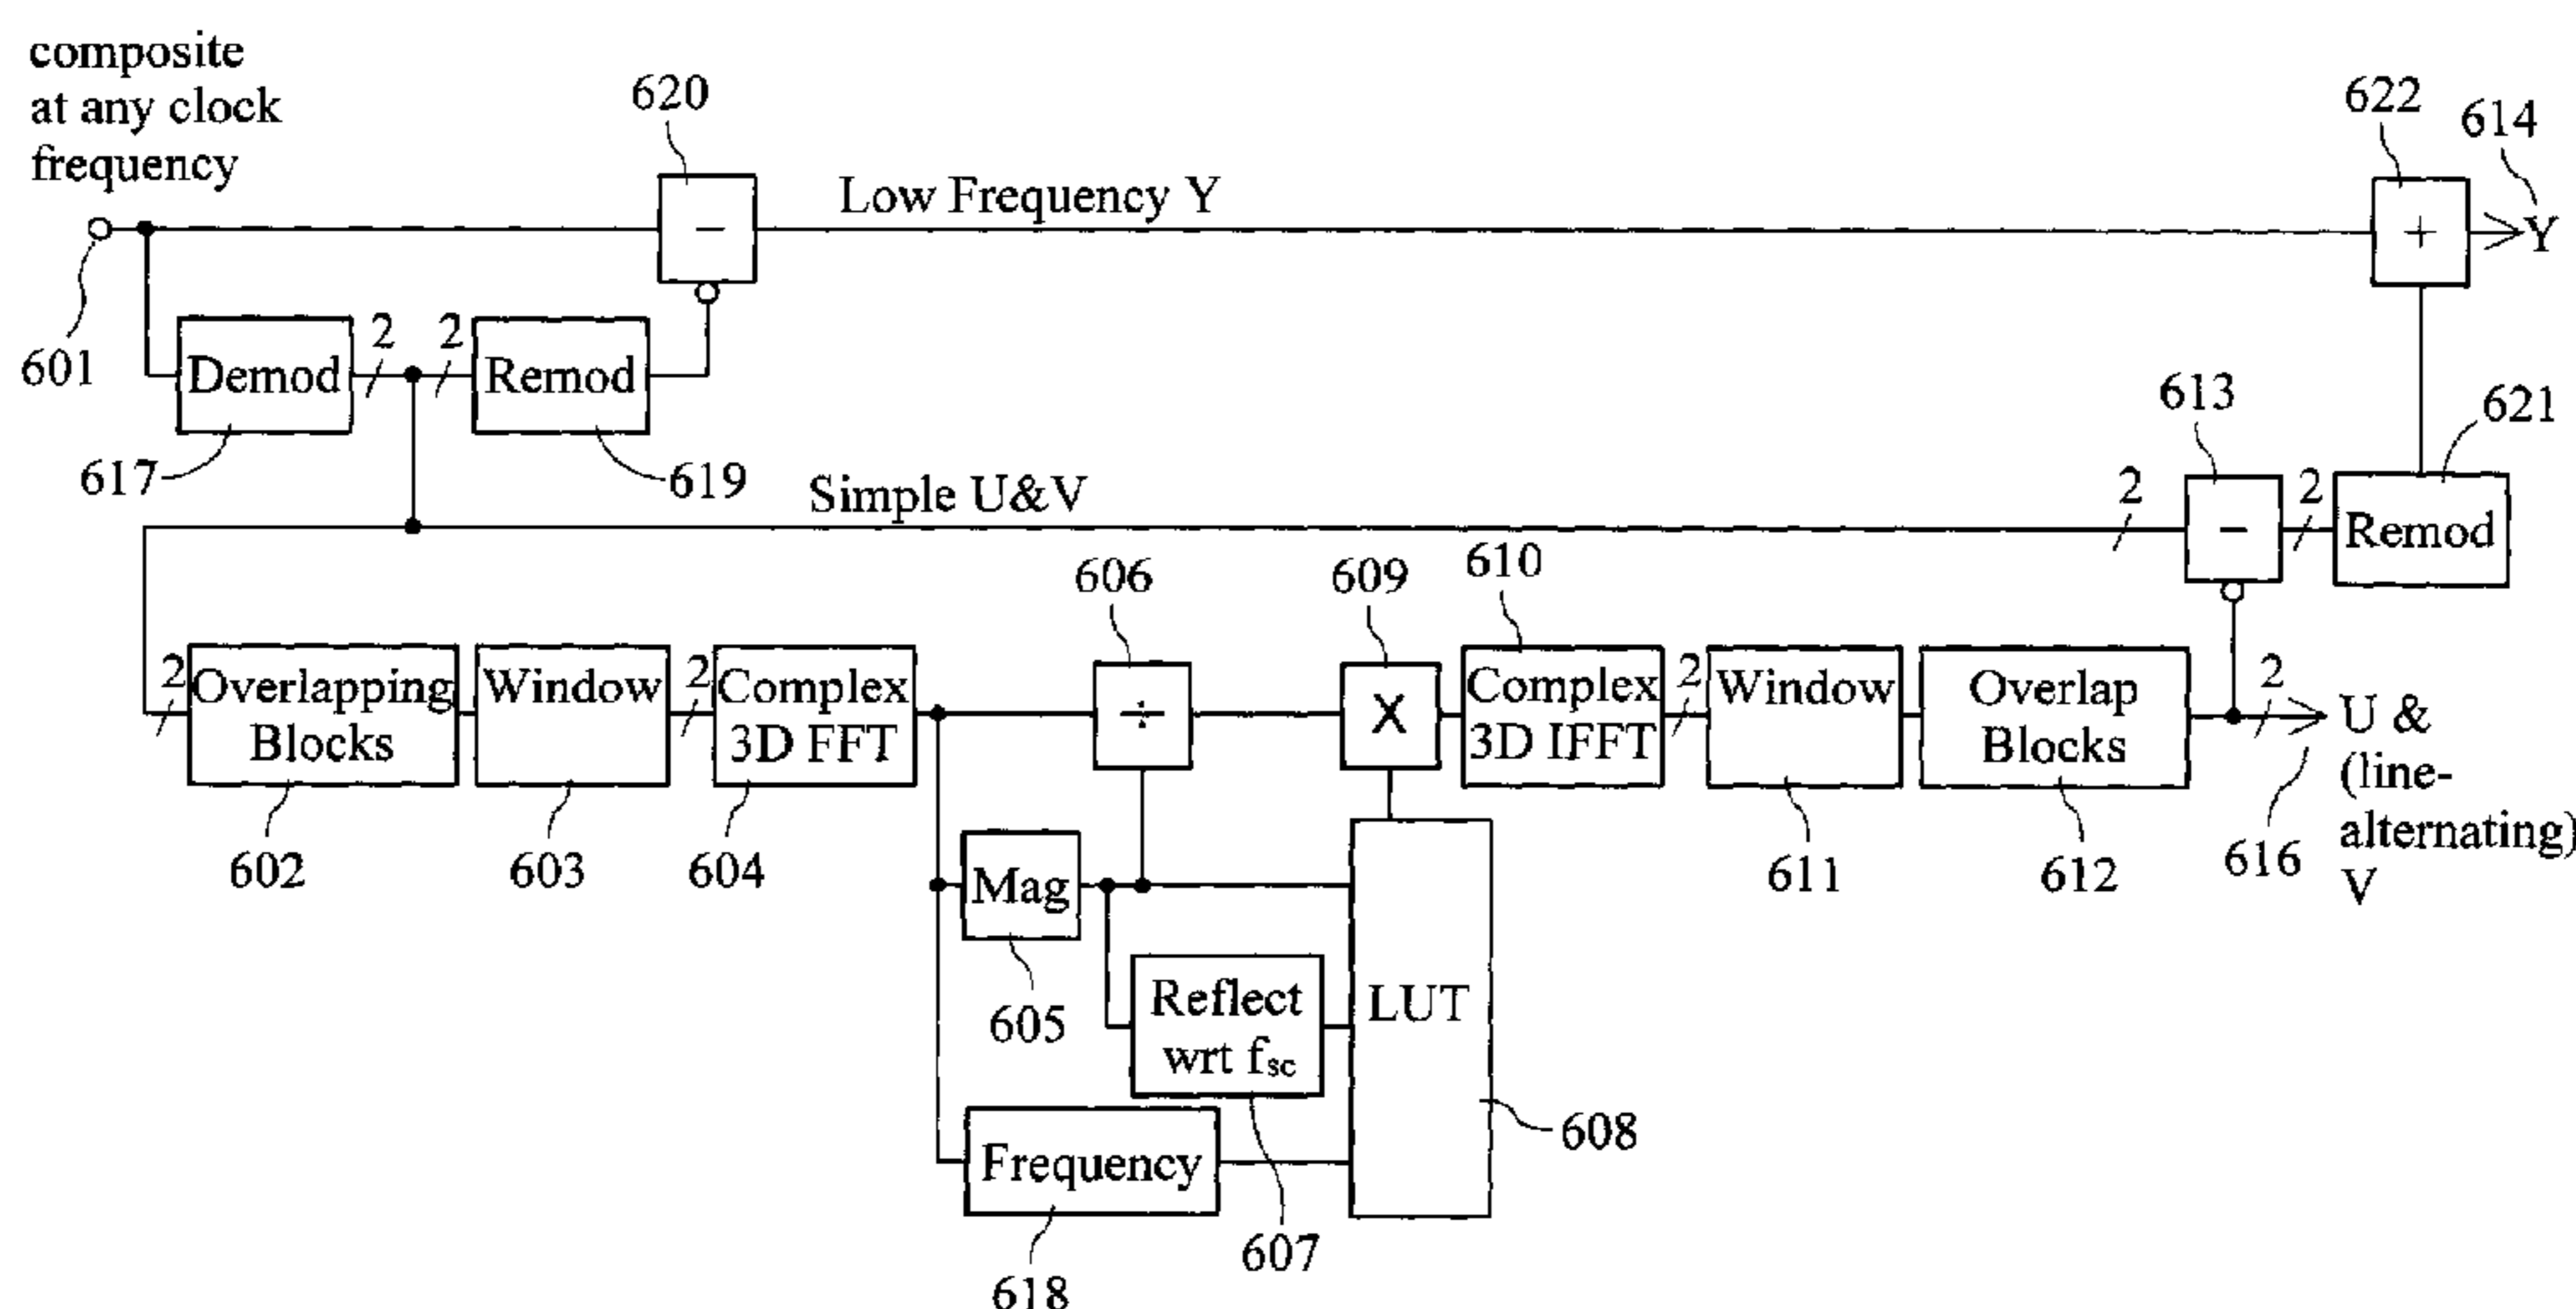 composite
at any clock
frequency
620
622
614
Low Frequency Y
−
+
Y
601
Demod
2
2
Remod
613
621
617
619
Simple U&V
2
−
2
Remod
606
609
610
2
Overlapping
Blocks
Window
2
Complex
3D FFT
÷
X
Complex
3D IFFT
2
Window
Overlap
Blocks
2
U &
(line-
alternating)
V
602
603
604
Mag
611
612
616
605
Reflect
wrt fsc
LUT
608
Frequency
607
618